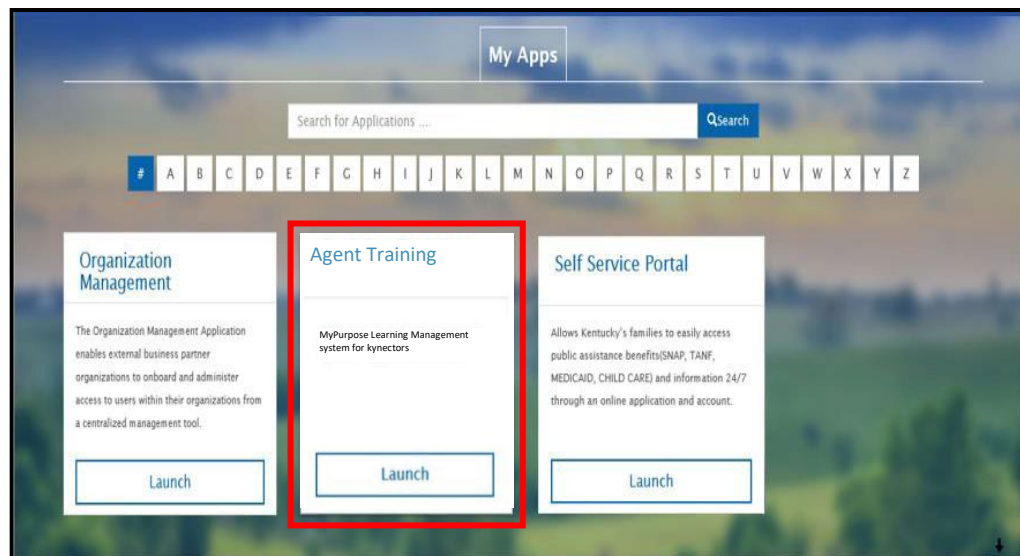 My Apps
Search for Applications ....
Search
# A B C D E F G H I J K L M N O P Q R S T U V W X Y Z
Organization
Management
The Organization Management Application
enables external business partner
organizations to onboard and administer
access to users within their organizations from
a centralized management tool.
Launch
Agent Training
MyPurpose Learning Management
system for kynectors
Launch
Self Service Portal
Allows Kentucky's families to easily access
public assistance benefits(SNAP, TANF,
MEDICAID, CHILD CARE) and information 24/7
through an online application and account.
Launch